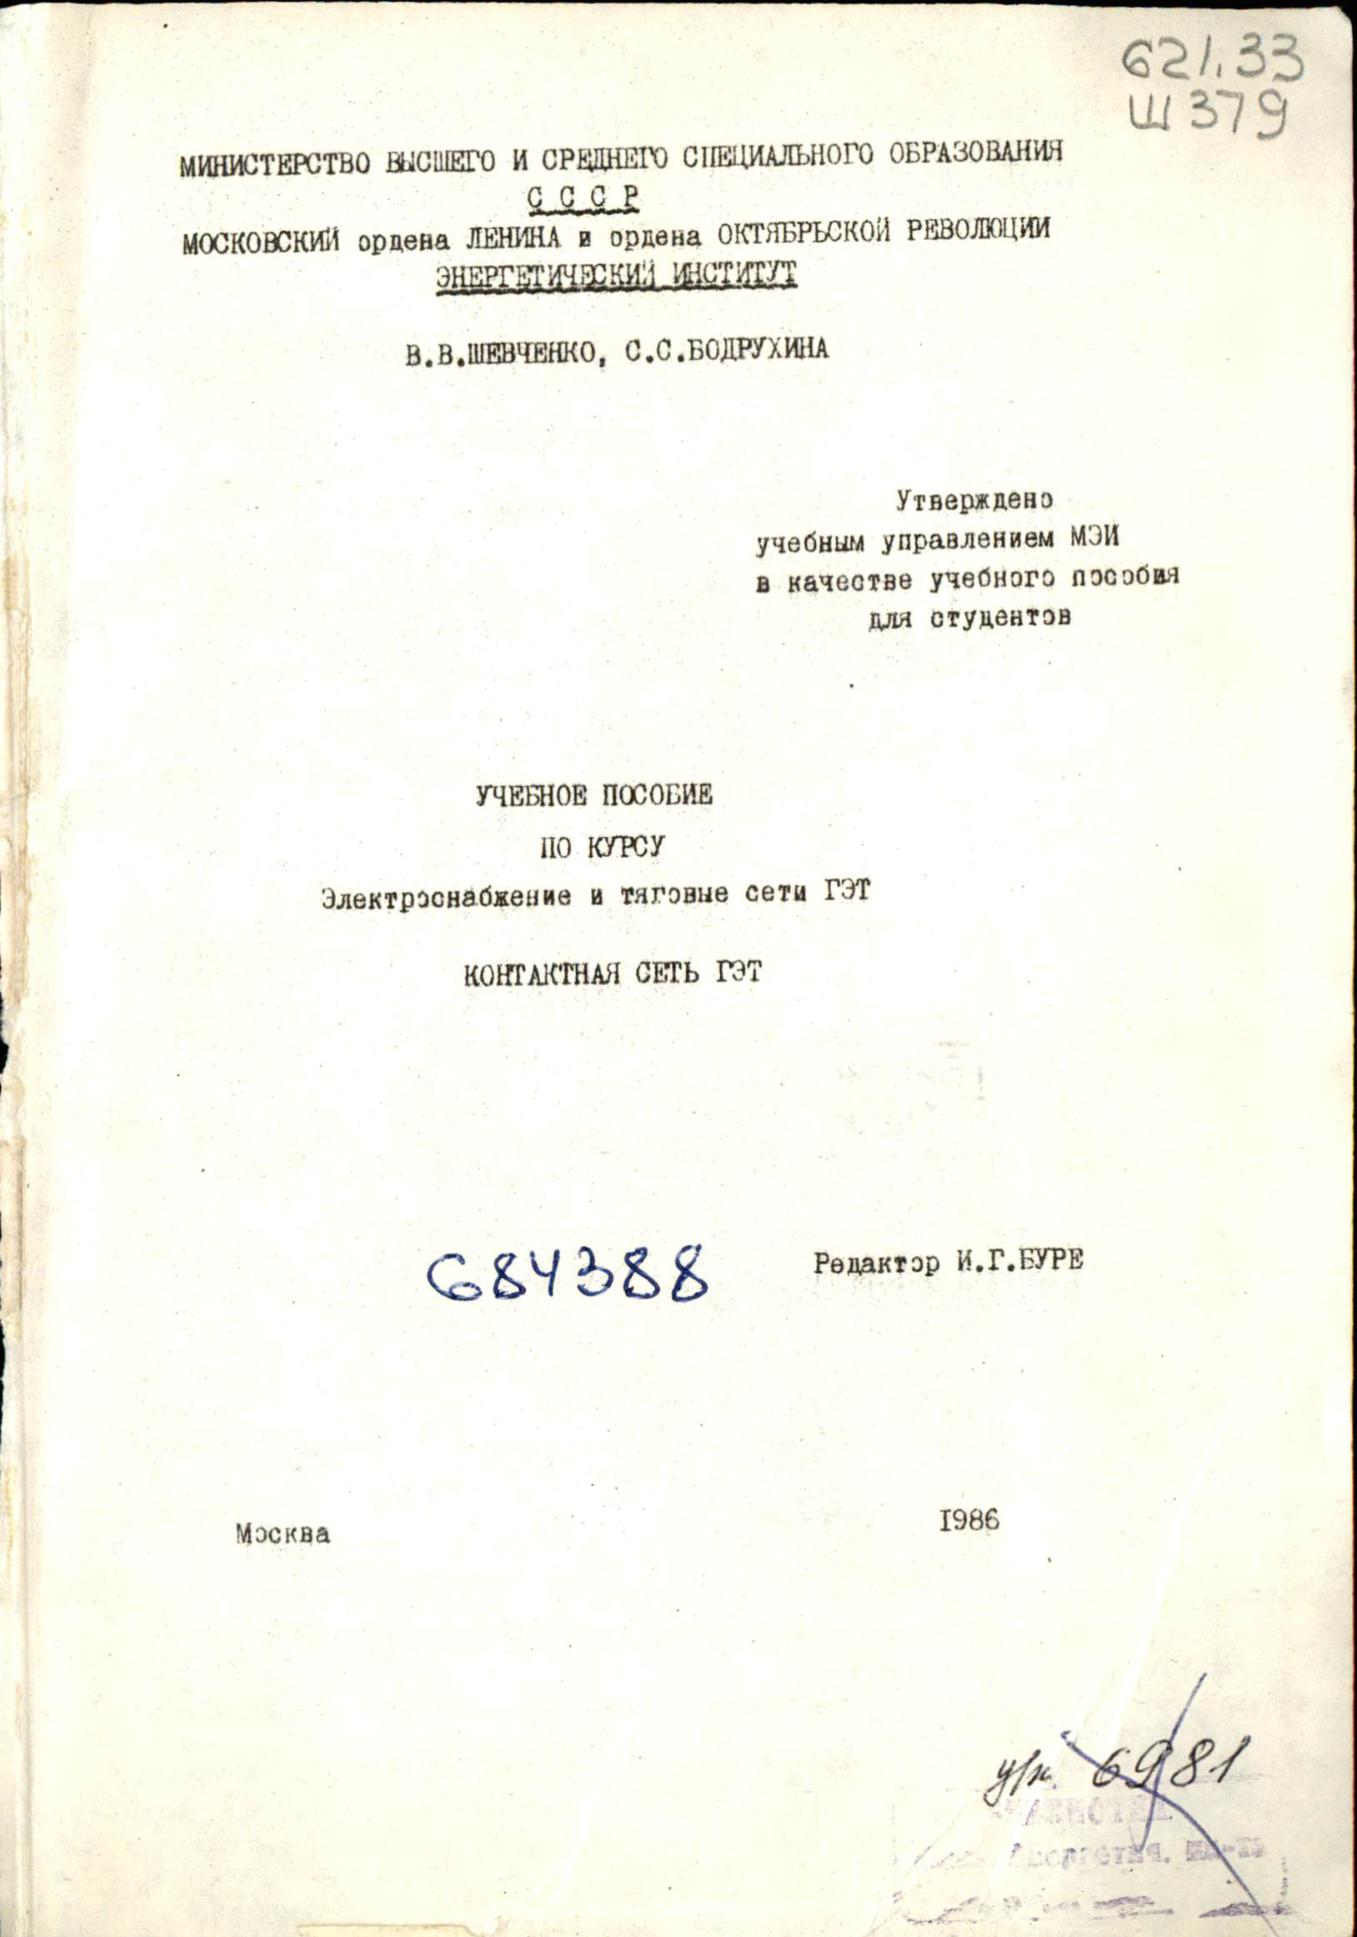 621.33
Ш379
МИНИСТЕРСТВО ВЫСШЕГО И СРЕДНЕГО СПЕЦИАЛЬНОГО ОБРАЗОВАНИЯ
С С С Р
МОСКОВСКИЙ ордена ЛЕНИНА и ордена ОКТЯБРЬСКОЙ РЕВОЛЮЦИИ
ЭНЕРГЕТИЧЕСКИЙ ИНСТИТУТ
В.В.ШЕВЧЕНКО, С.С.БОДРУХИНА
Утверждено
учебным управлением МЭИ
в качестве учебного пособия
для студентов
УЧЕБНОЕ ПОСОБИЕ
ПО КУРСУ
Электроснабжение и тяговые сети ГЭТ
КОНТАКТНАЯ СЕТЬ ГЭТ
684388
Редактор И.Г.БУРЕ
Москва
1986
6981